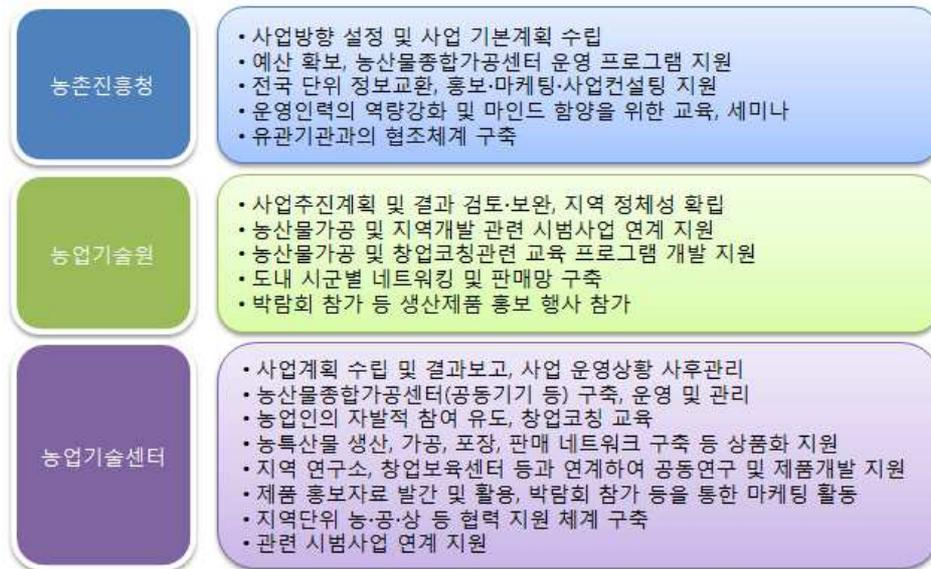 농촌진흥청
• 사업방향 설정 및 사업 기본계획 수립
• 예산 확보, 농산물종합가공센터 운영 프로그램 지원
• 전국 단위 정보교환, 홍보·마케팅·사업컨설팅 지원
• 운영인력의 역량강화 및 마인드 함양을 위한 교육, 세미나
• 유관기관과의 협조체계 구축
농업기술원
• 사업추진계획 및 결과 검토·보완, 지역 정체성 확립
• 농산물가공 및 지역개발 관련 시범사업 연계 지원
• 농산물가공 및 창업코칭관련 교육 프로그램 개발 지원
• 도내 시군별 네트워킹 및 판매망 구축
• 박람회 참가 등 생산제품 홍보 행사 참가
농업기술센터
• 사업계획 수립 및 결과보고, 사업 운영상황 사후관리
• 농산물종합가공센터(공동기기 등) 구축, 운영 및 관리
• 농업인의 자발적 참여 유도, 창업코칭 교육
• 농특산물 생산, 가공, 포장, 판매 네트워크 구축 등 상품화 지원
• 지역 연구소, 창업보육센터 등과 연계하여 공동연구 및 제품개발 지원
• 제품 홍보자료 발간 및 활용, 박람회 참가 등을 통한 마케팅 활동
• 지역단위 농·공·상 등 협력 지원 체계 구축
• 관련 시범사업 연계 지원